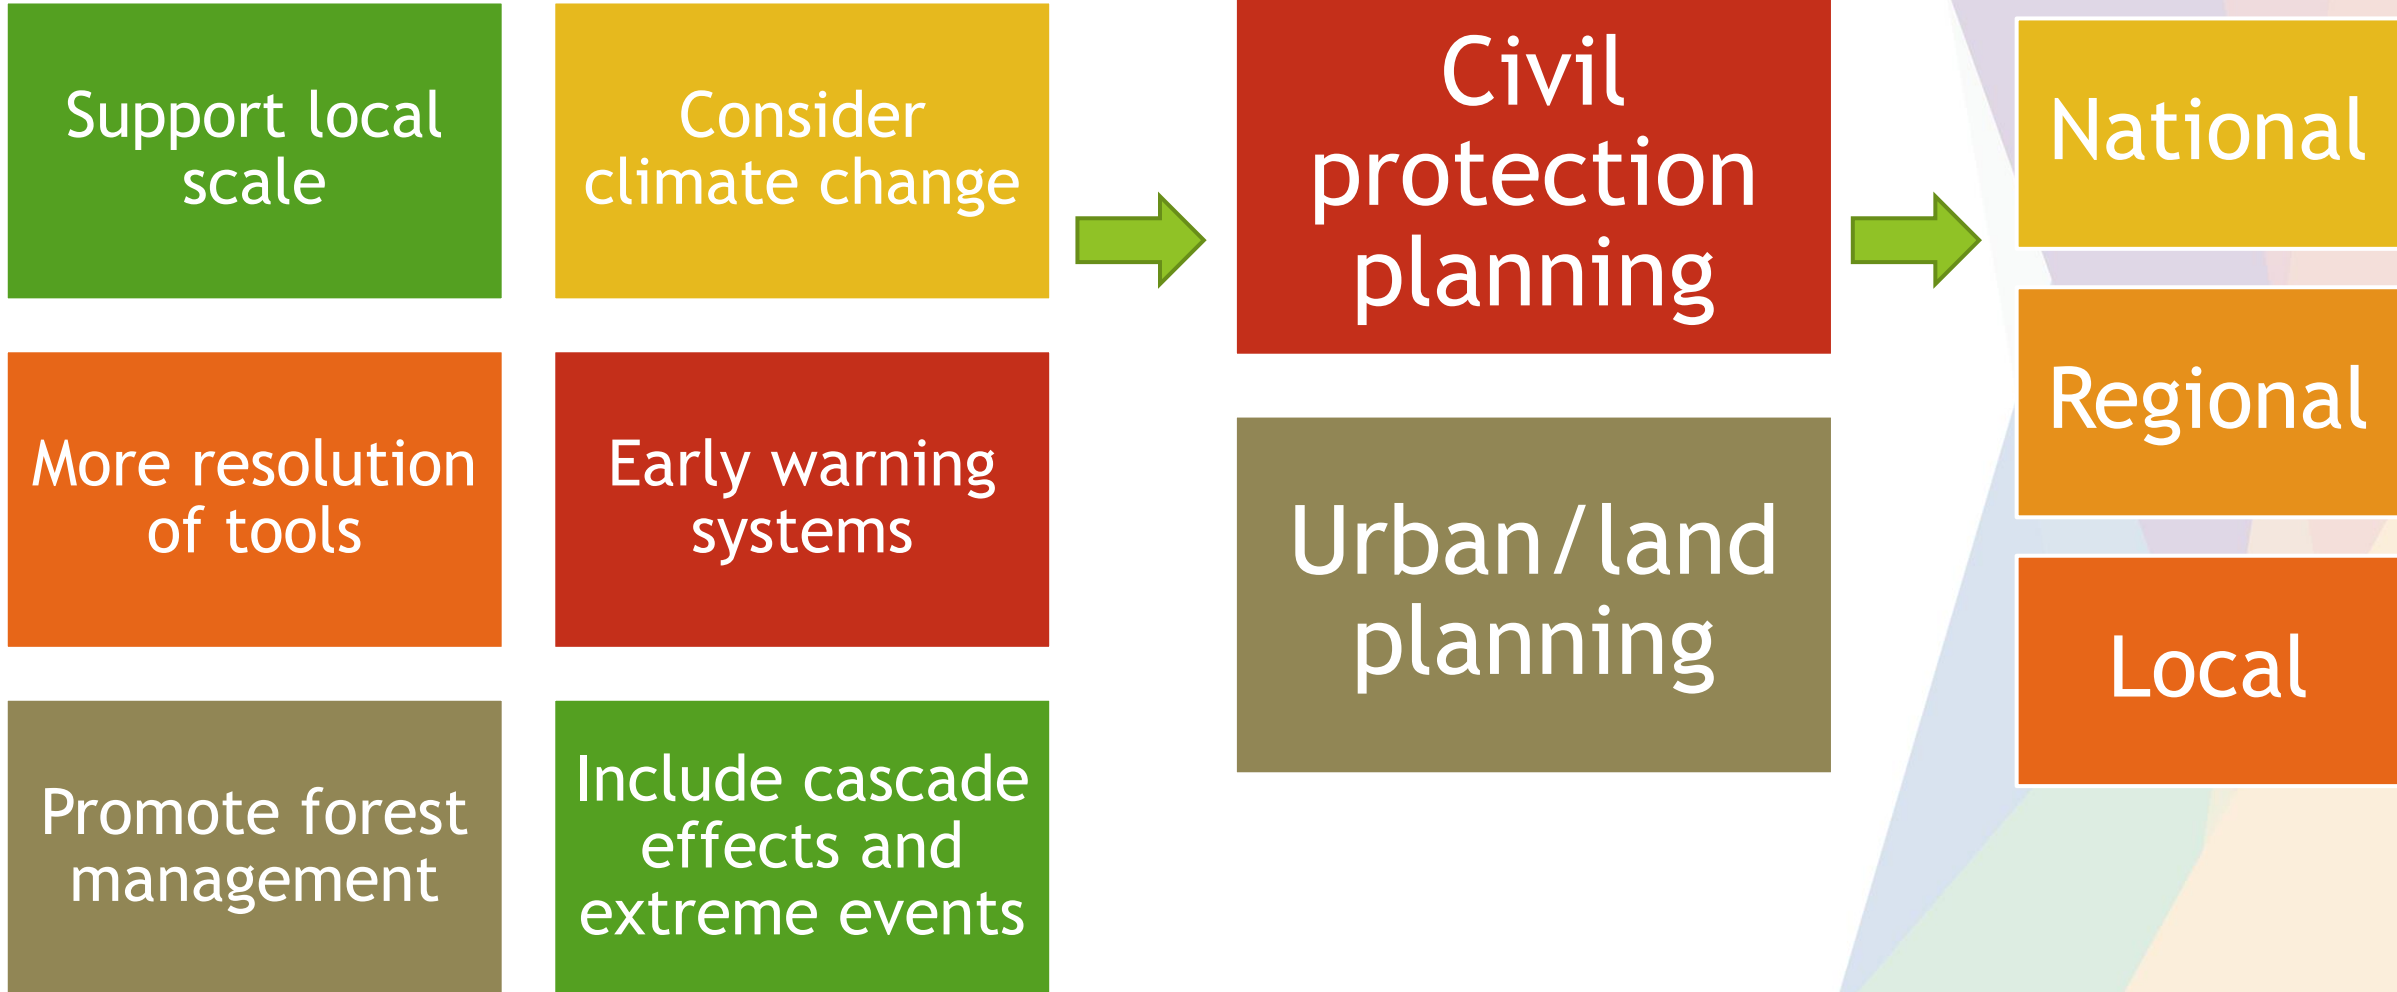 Support local
scale
Consider
climate change
More resolution
of tools
Early warning
systems
Promote forest
management
Include cascade
effects and
extreme events
Civil
protection
planning
Urban/land
planning
National
Regional
Local